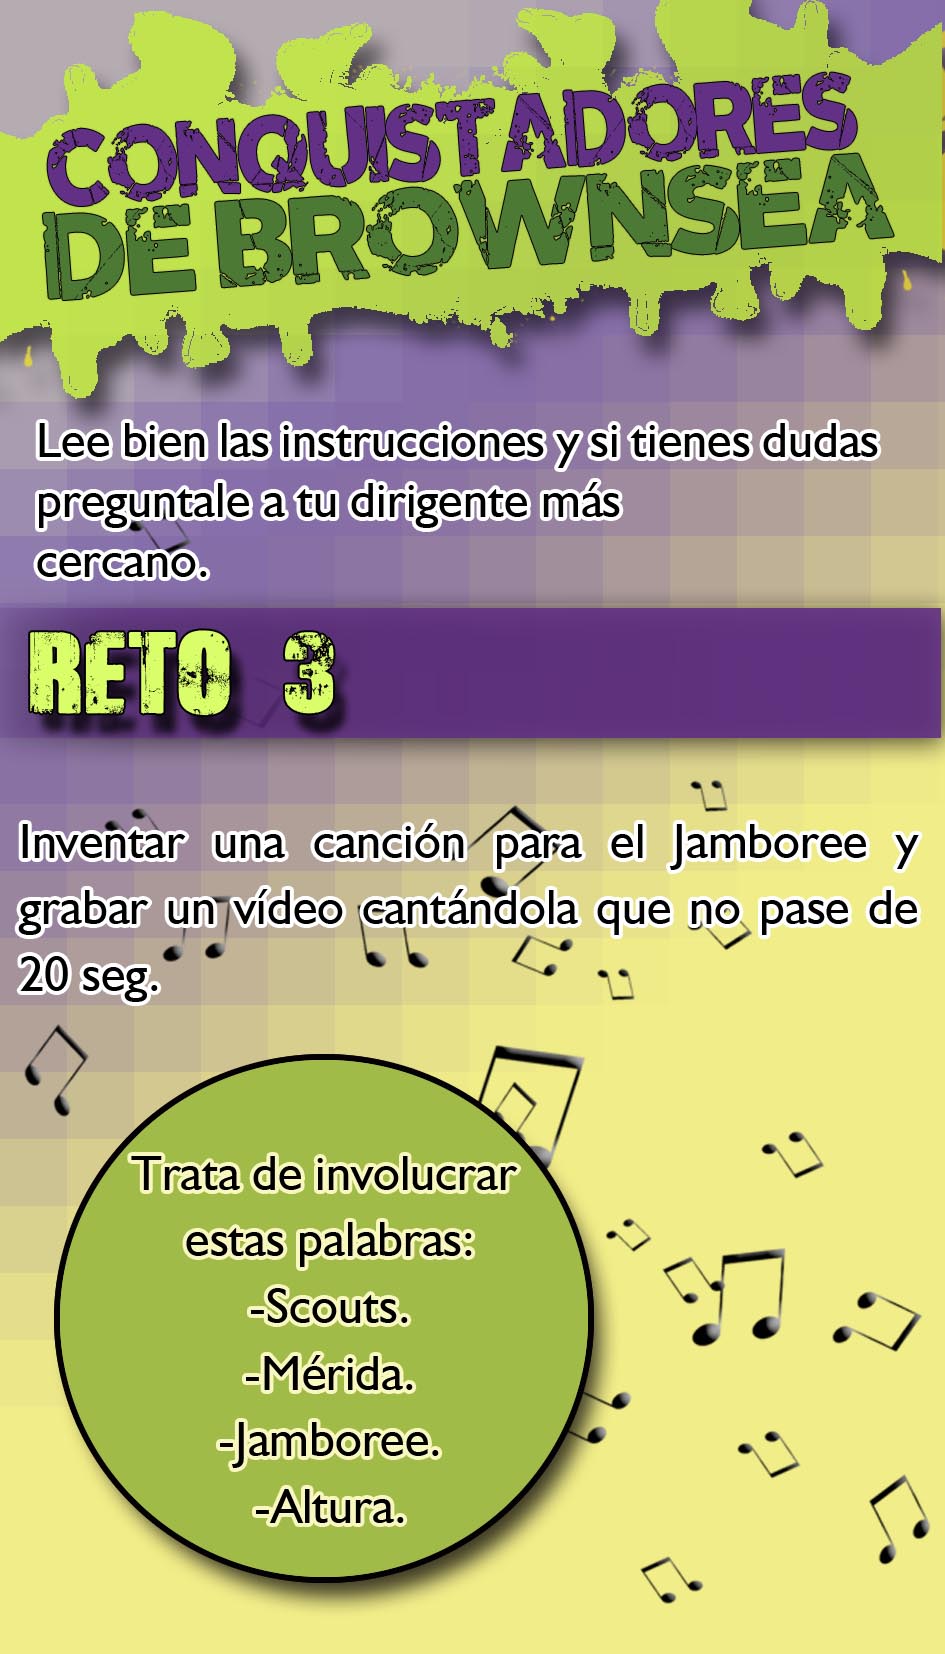 CONQUISTADORES
DE BROWNSEA
Lee bien las instrucciones y si tienes dudas
preguntale a tu dirigente más
cercano.
RETO 3
Inventar una canción para el Jamboree y
grabar un vídeo cantándola que no pase de
20 seg.
Trata de involucrar
estas palabras:
-Scouts.
-Mérida.
-Jamboree.
-Altura.